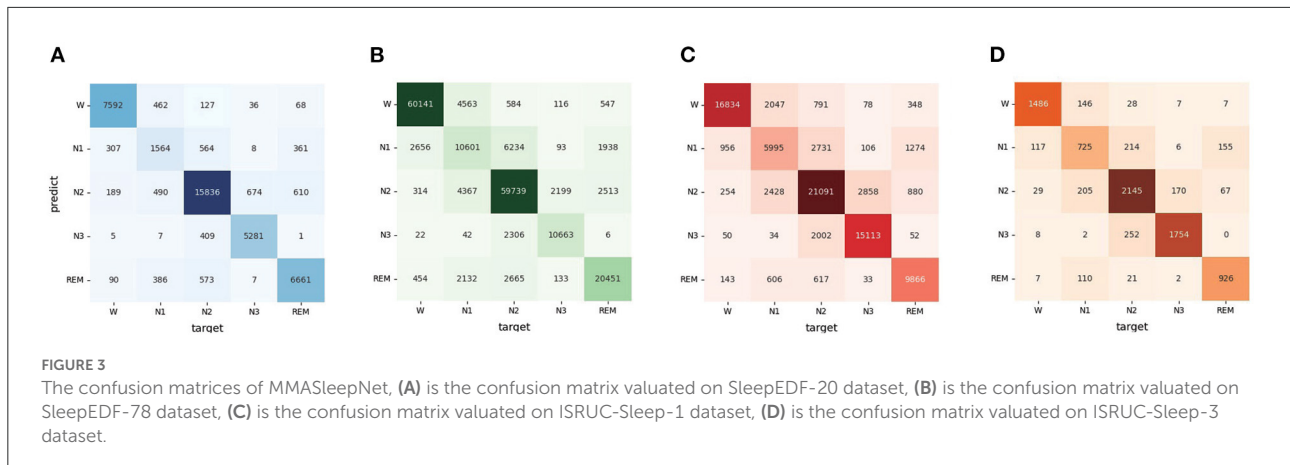 A
B
C
D
predict
W
7592 462 127 36 68
N1
307 1564 564 8 361
N2
189 490 15836 674 610
N3
5 7 409 5281 1
REM
90 386 573 7 6661
W N1 N2 N3 REM
target
W
60141 4563 584 116 547
N1
2656 10601 6234 93 1938
N2
314 4367 59739 2199 2513
N3
22 42 2306 10663 6
REM
454 2132 2665 133 20451
W N1 N2 N3 REM
target
W
16834 2047 791 78 348
N1
956 5995 2731 106 1274
N2
254 2428 21091 2858 880
N3
50 34 2002 15113 52
REM
143 606 617 33 9866
W N1 N2 N3 REM
target
W
1486 146 28 7 7
N1
117 725 214 6 155
N2
29 205 2145 170 67
N3
8 2 252 1754 0
REM
7 110 21 2 926
W N1 N2 N3 REM
target
FIGURE 3
The confusion matrices of MMASleepNet, (A) is the confusion matrix valuated on SleepEDF-20 dataset, (B) is the confusion matrix valuated on
SleepEDF-78 dataset, (C) is the confusion matrix valuated on ISRUC-Sleep-1 dataset, (D) is the confusion matrix valuated on ISRUC-Sleep-3
dataset.